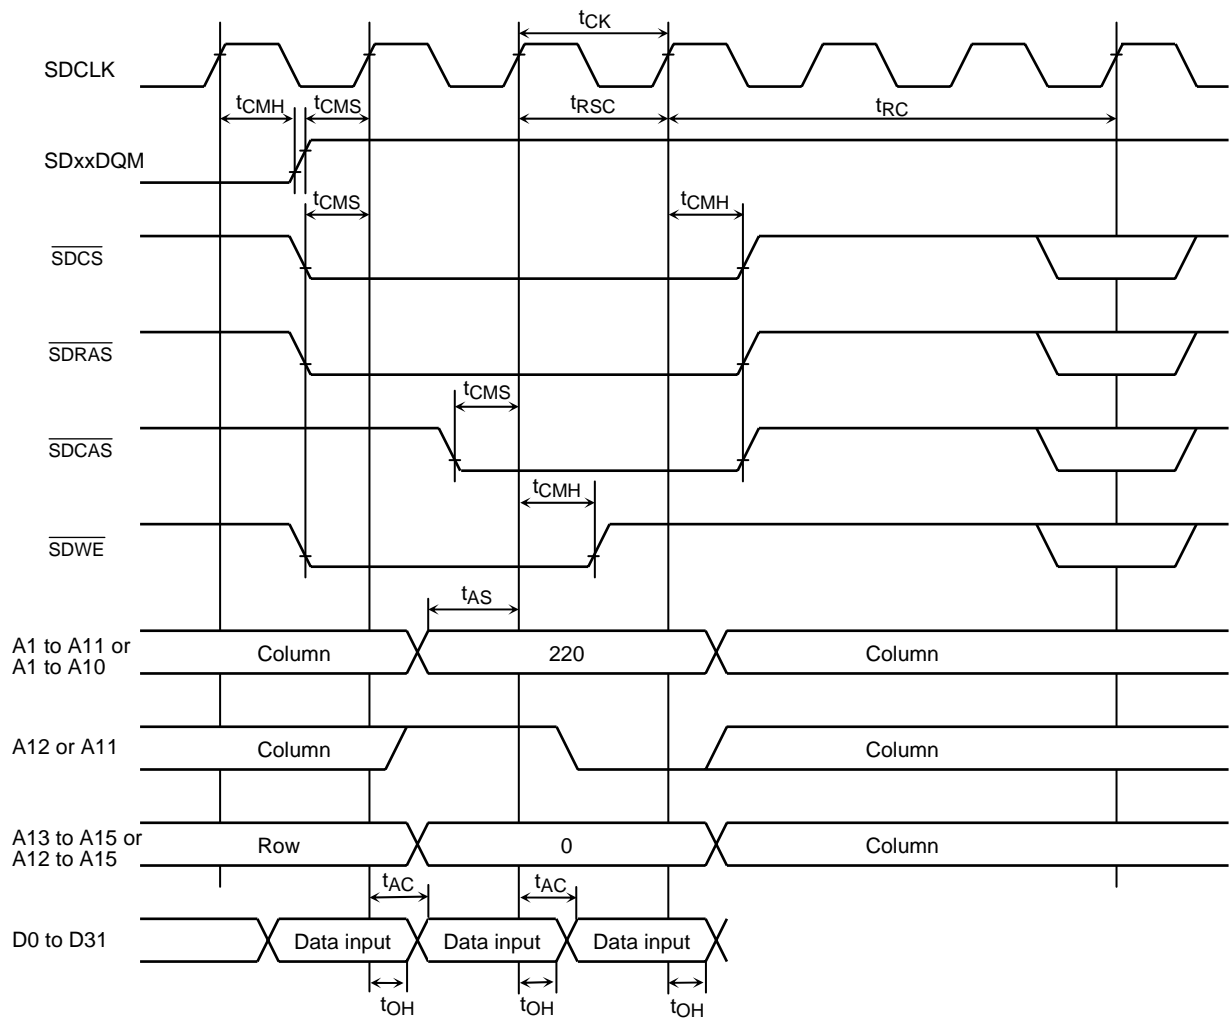 tCK
SDCLK
tCMH tCMS tRSC tRC
SDxxDQM
tCMS tCMH
SDCS
SDRAS
tCMS
SDCAS
tCMH
SDWE
tAS
A1 to A11 or
A1 to A10
Column 220 Column
A12 or A11 Column Column
A13 to A15 or
A12 to A15
Row 0 Column
tAC tAC
D0 to D31 Data input Data input Data input
tOH tOH tOH